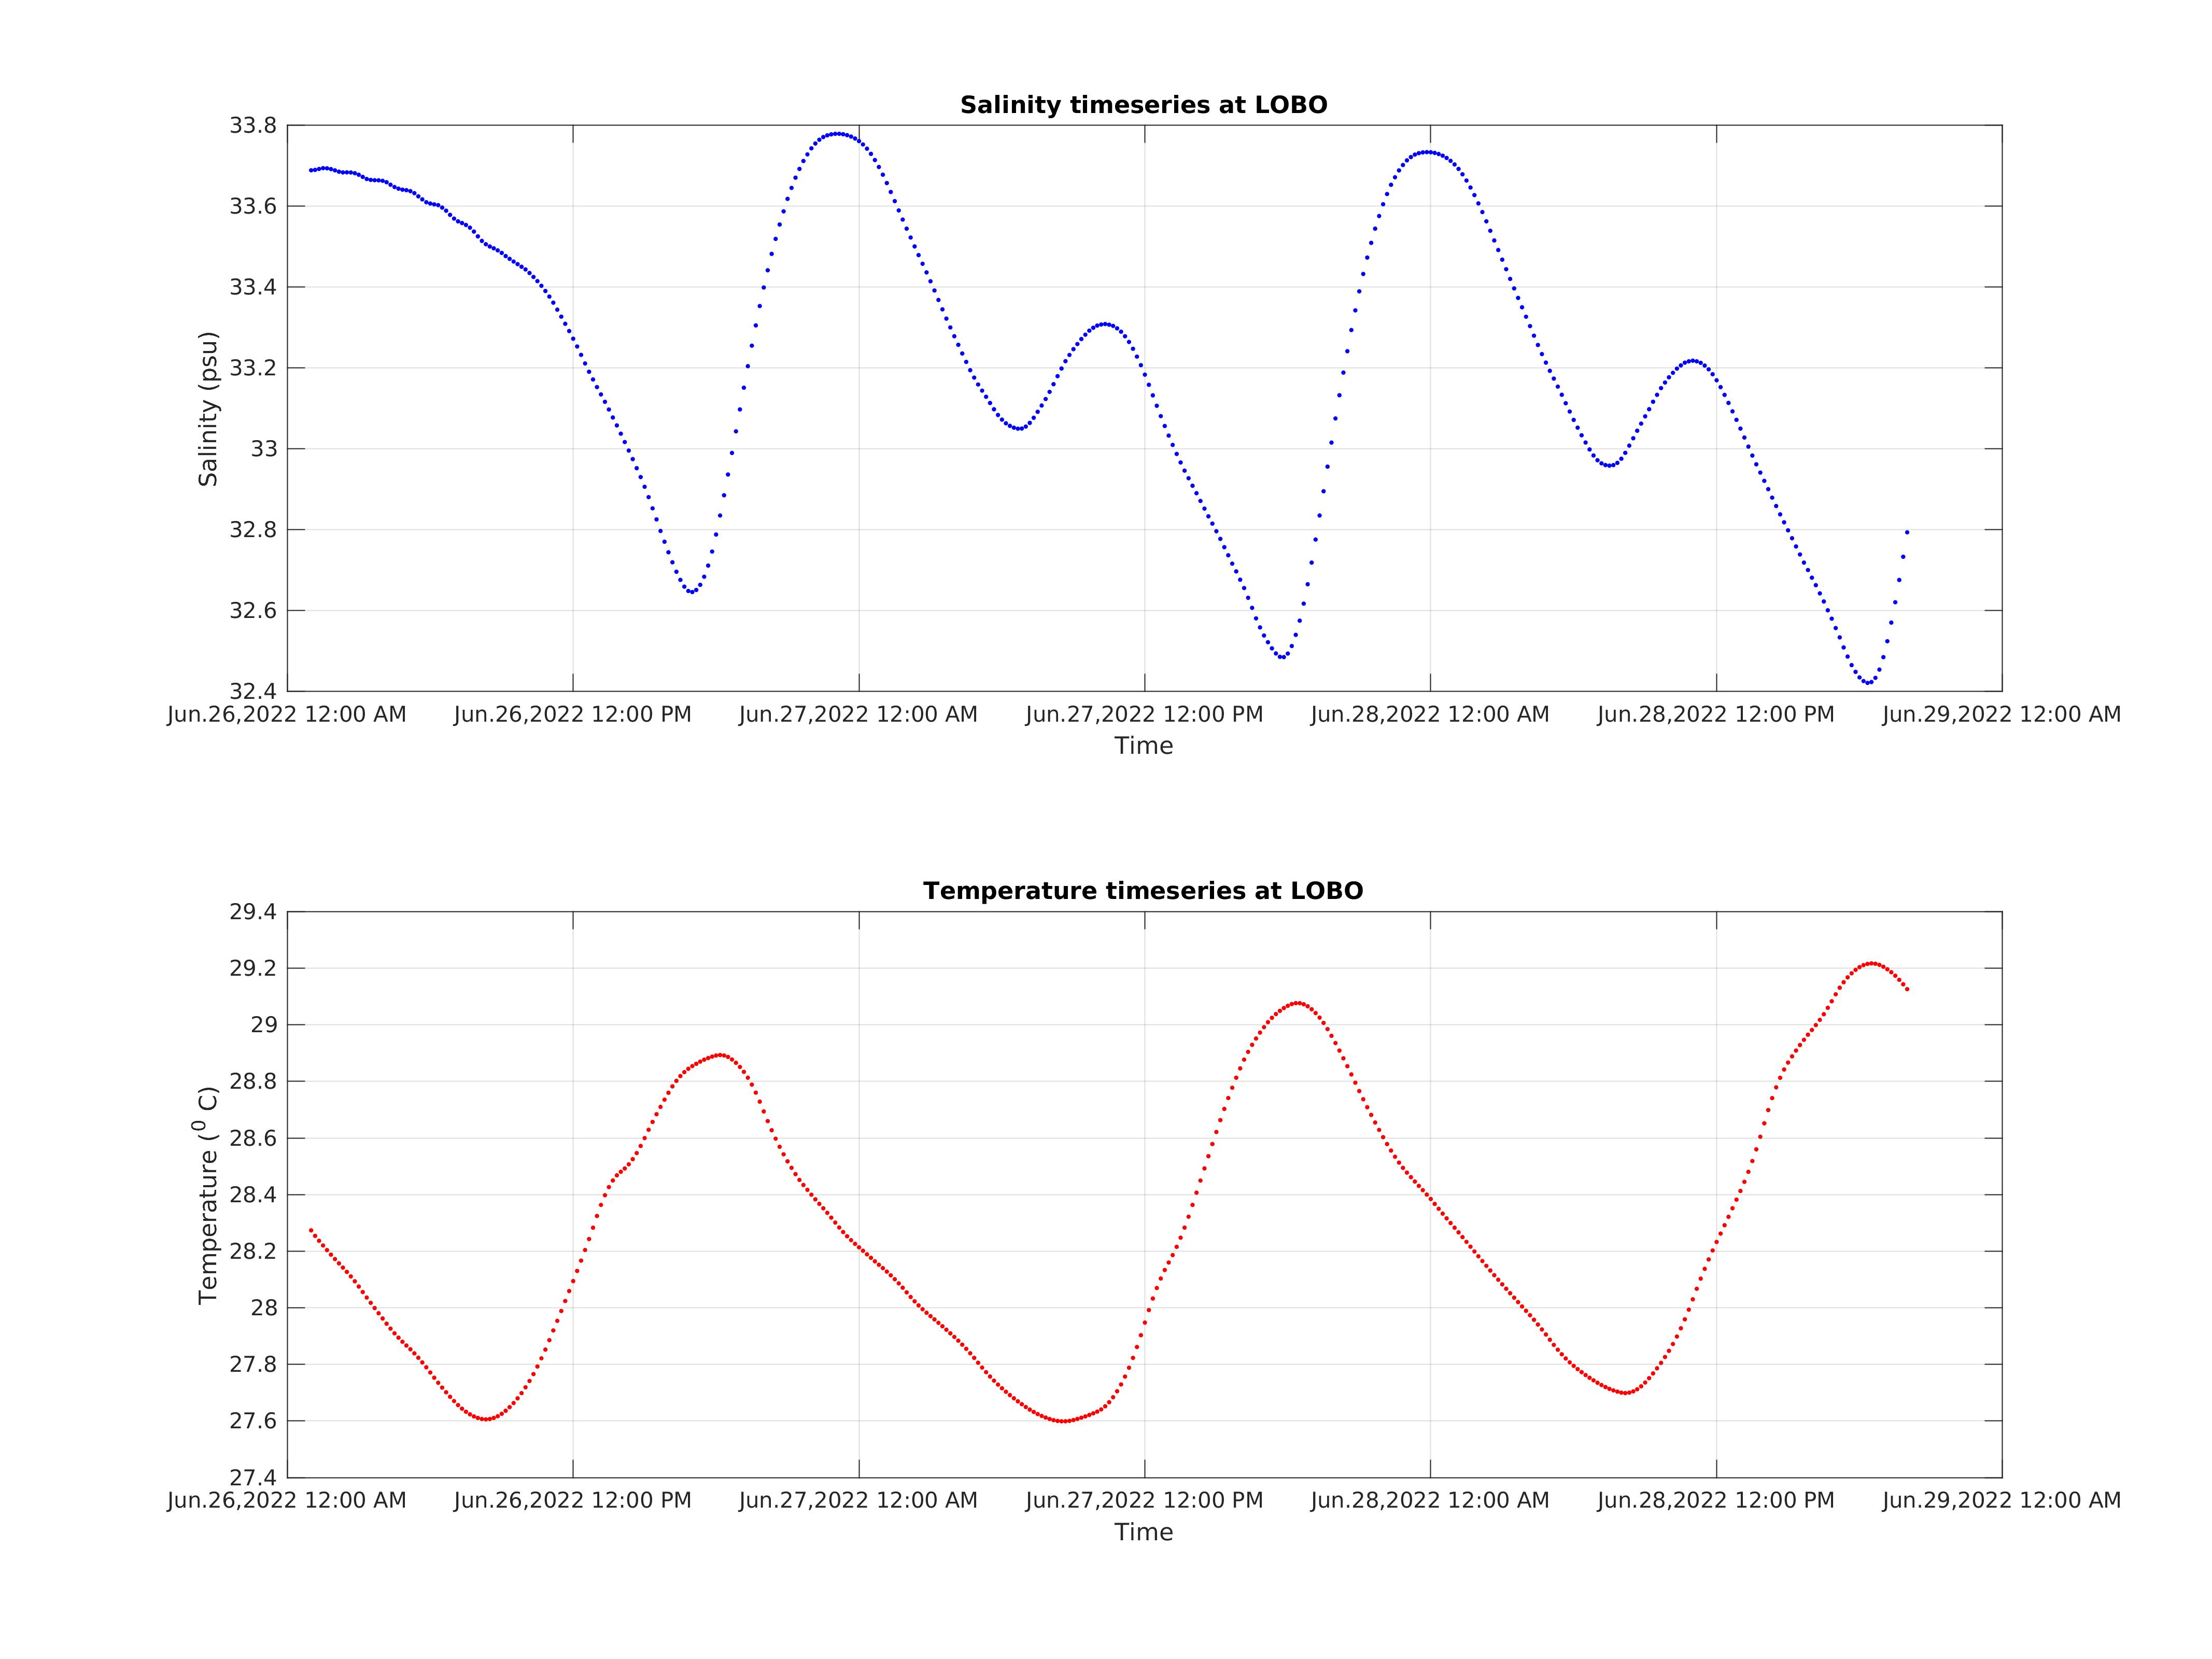 Salinity timeseries at LOBO
33.8
33.6
33.4
33.2
33
32.8
32.6
32.4
Salinity (psu)
Jun.26,2022 12:00 AM Jun.26,2022 12:00 PM Jun.27,2022 12:00 AM Jun.27,2022 12:00 PM Jun.28,2022 12:00 AM Jun.28,2022 12:00 PM Jun.29,2022 12:00 AM
Time
Temperature timeseries at LOBO
29.4
29.2
29
28.8
28.6
28.4
28.2
28
27.8
27.6
27.4
Temperature (⁰ C)
Jun.26,2022 12:00 AM Jun.26,2022 12:00 PM Jun.27,2022 12:00 AM Jun.27,2022 12:00 PM Jun.28,2022 12:00 AM Jun.28,2022 12:00 PM Jun.29,2022 12:00 AM
Time